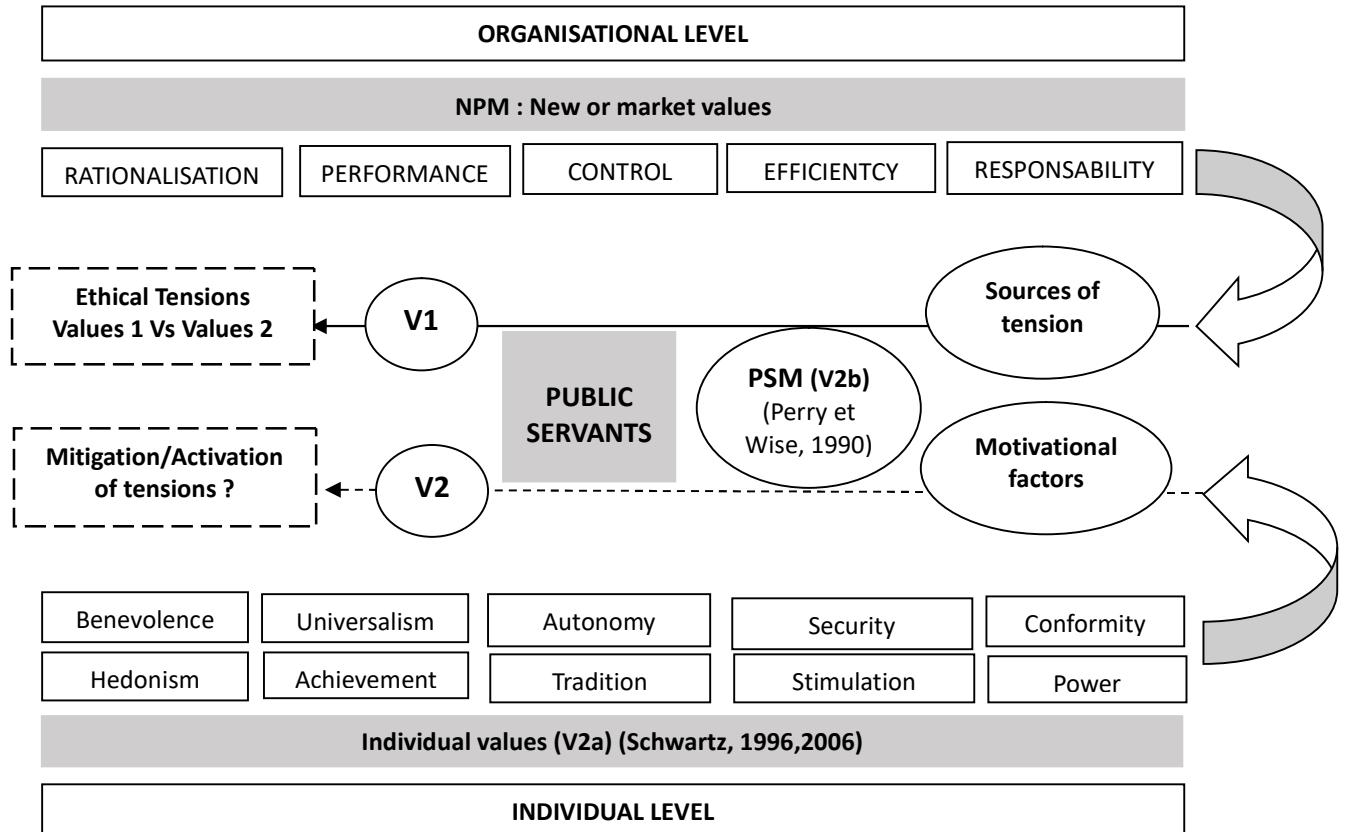 ORGANISATIONAL LEVEL
NPM : New or market values
RATIONALISATION
PERFORMANCE
CONTROL
EFFICIENTCY
RESPONSABILITY
Ethical Tensions
Values 1 Vs Values 2
V1
Sources of
tension
PUBLIC
SERVANTS
PSM (V2b)
(Perry et
Wise, 1990)
Mitigation/Activation
of tensions ?
V2
Motivational
factors
Benevolence
Universalism
Autonomy
Security
Conformity
Hedonism
Achievement
Tradition
Stimulation
Power
Individual values (V2a) (Schwartz, 1996,2006)
INDIVIDUAL LEVEL